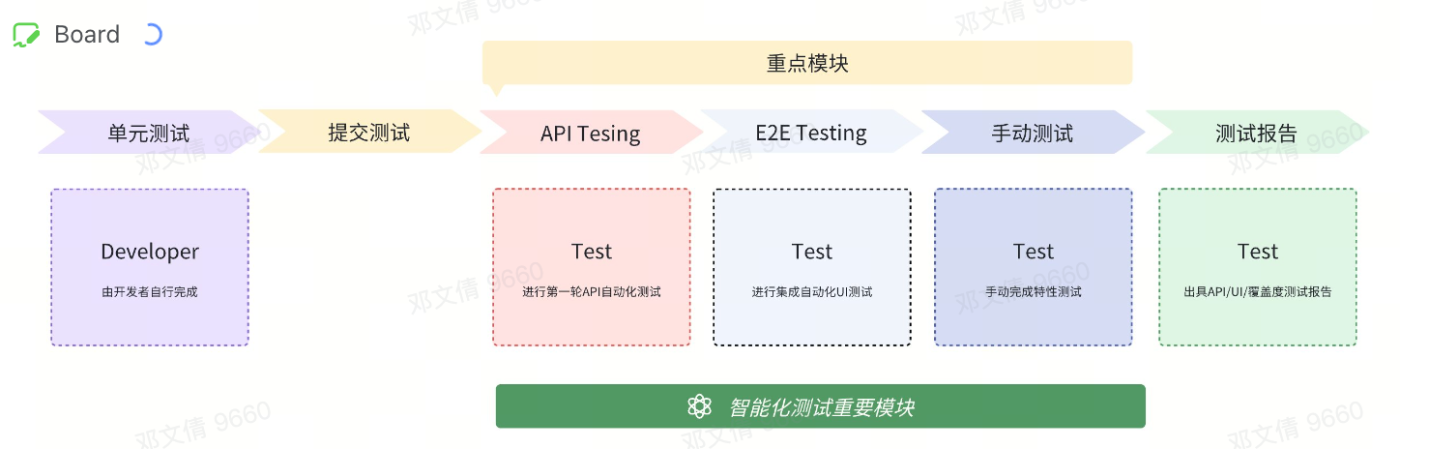 邓文倩 9660
邓文倩 9660
Board
重点模块
单元测试
提交测试
API Tesing
E2E Testing
手动测试
测试报告
邓文倩 9660
邓文倩 9660
邓文倩 9660
Developer
由开发者自行完成
Test
进行第一轮API自动化测试
Test
进行集成自动化UI测试
Test
手动完成特性测试
Test
出具API/UI/覆盖度测试报告
邓文倩 9660
邓文倩 9660
智能化测试重要模块
邓文倩 9660
邓文倩 9660